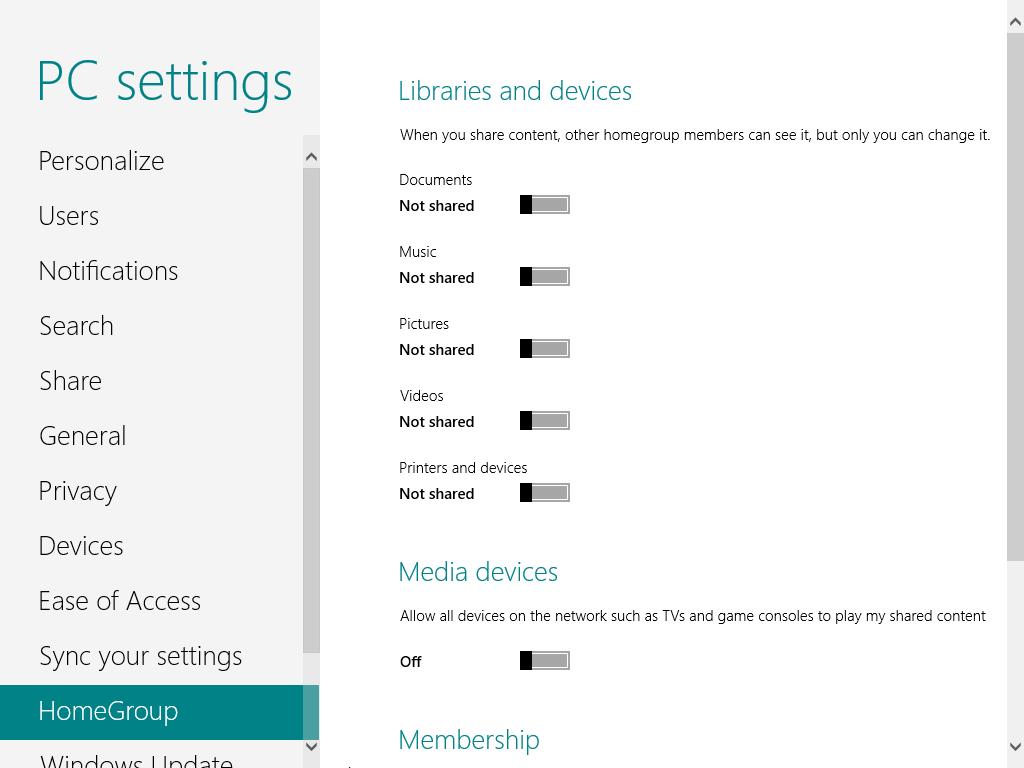 PC settings
Personalize
Users
Notifications
Search
Share
General
Privacy
Devices
Ease of Access
Sync your settings
HomeGroup
Windows Update
Libraries and devices
When you share content, other homegroup members can see it, but only you can change it.
Documents
Not shared
Music
Not shared
Pictures
Not shared
Videos
Not shared
Printers and devices
Not shared
Media devices
Allow all devices on the network such as TVs and game consoles to play my shared content
Off
Membership